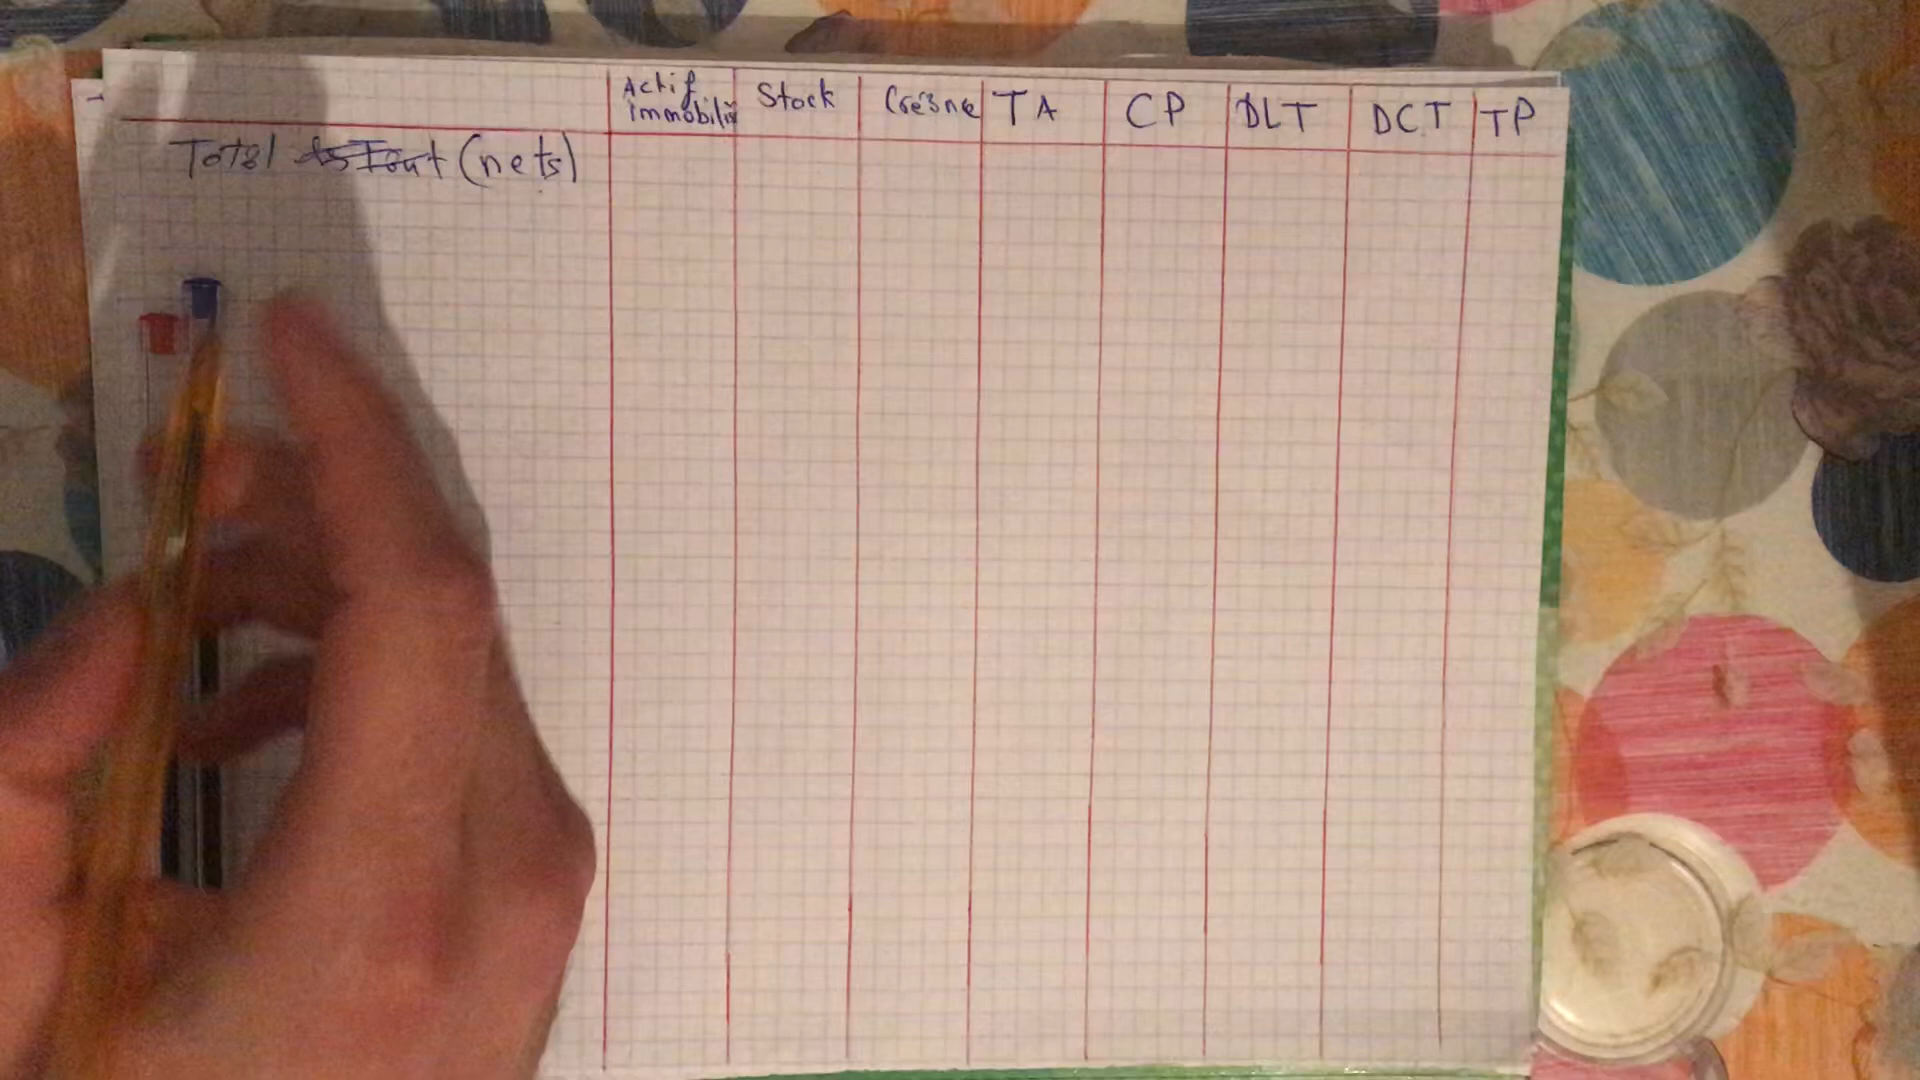 Actif
immobilisé Stock Créance TA CP DLT DCT TP
Total (nets)